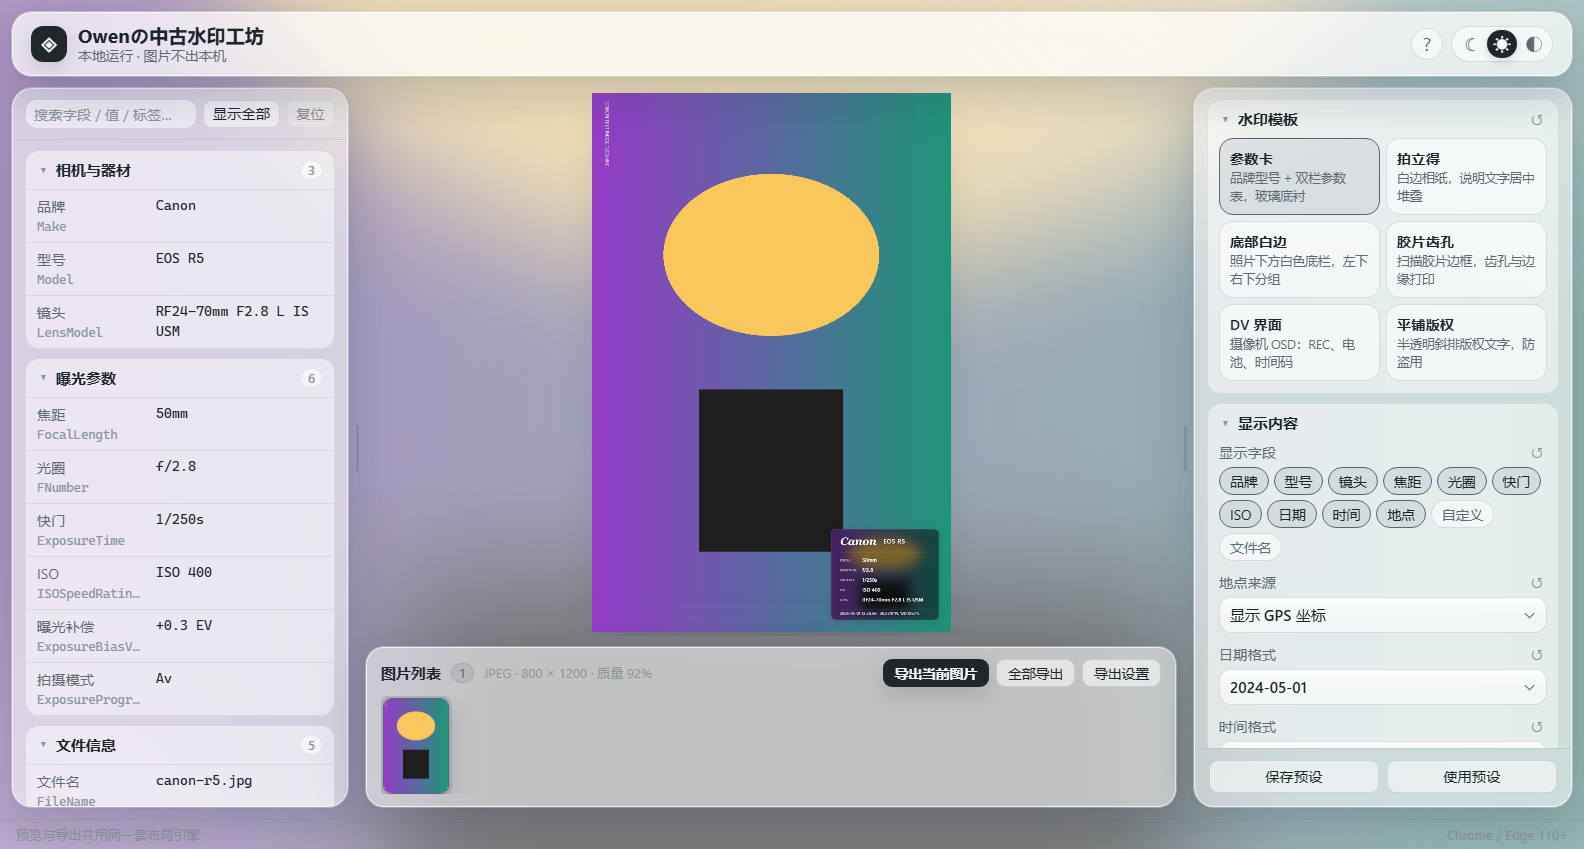 Owenの中古水印工坊
本地运行 · 图片不出本机
?
搜索字段 / 值 / 标签...
显示全部
复位
相机与器材
3
品牌
Make
Canon
型号
Model
EOS R5
镜头
LensModel
RF24-70mm F2.8 L IS
USM
曝光参数
6
焦距
FocalLength
50mm
光圈
FNumber
f/2.8
快门
ExposureTime
1/250s
ISO
ISOSpeedRatin…
ISO 400
曝光补偿
ExposureBiasV…
+0.3 EV
拍摄模式
ExposureProgr…
Av
文件信息
5
文件名
FileName
canon-r5.jpg
Canon EOS R5
50mm
f/2.8
1/250s
ISO 400
RF24-70mm F2.8 L IS USM
图片列表
1
JPEG · 800 × 1200 · 质量 92%
导出当前图片
全部导出
导出设置
水印模板
参数卡
品牌型号 + 双栏参数
表，玻璃底衬
拍立得
白边相纸，说明文字居中
堆叠
底部白边
照片下方白色底栏，左下
右下分组
胶片齿孔
扫描胶片边框，齿孔与边
缘打印
DV 界面
摄像机 OSD：REC、电
池、时间码
平铺版权
半透明斜排版权文字，防
盗用
显示内容
显示字段
品牌
型号
镜头
焦距
光圈
快门
ISO
日期
时间
地点
自定义
文件名
地点来源
显示 GPS 坐标
日期格式
2024-05-01
时间格式
保存预设
使用预设
预览与导出共用同一套布局引擎
Chrome / Edge 110+